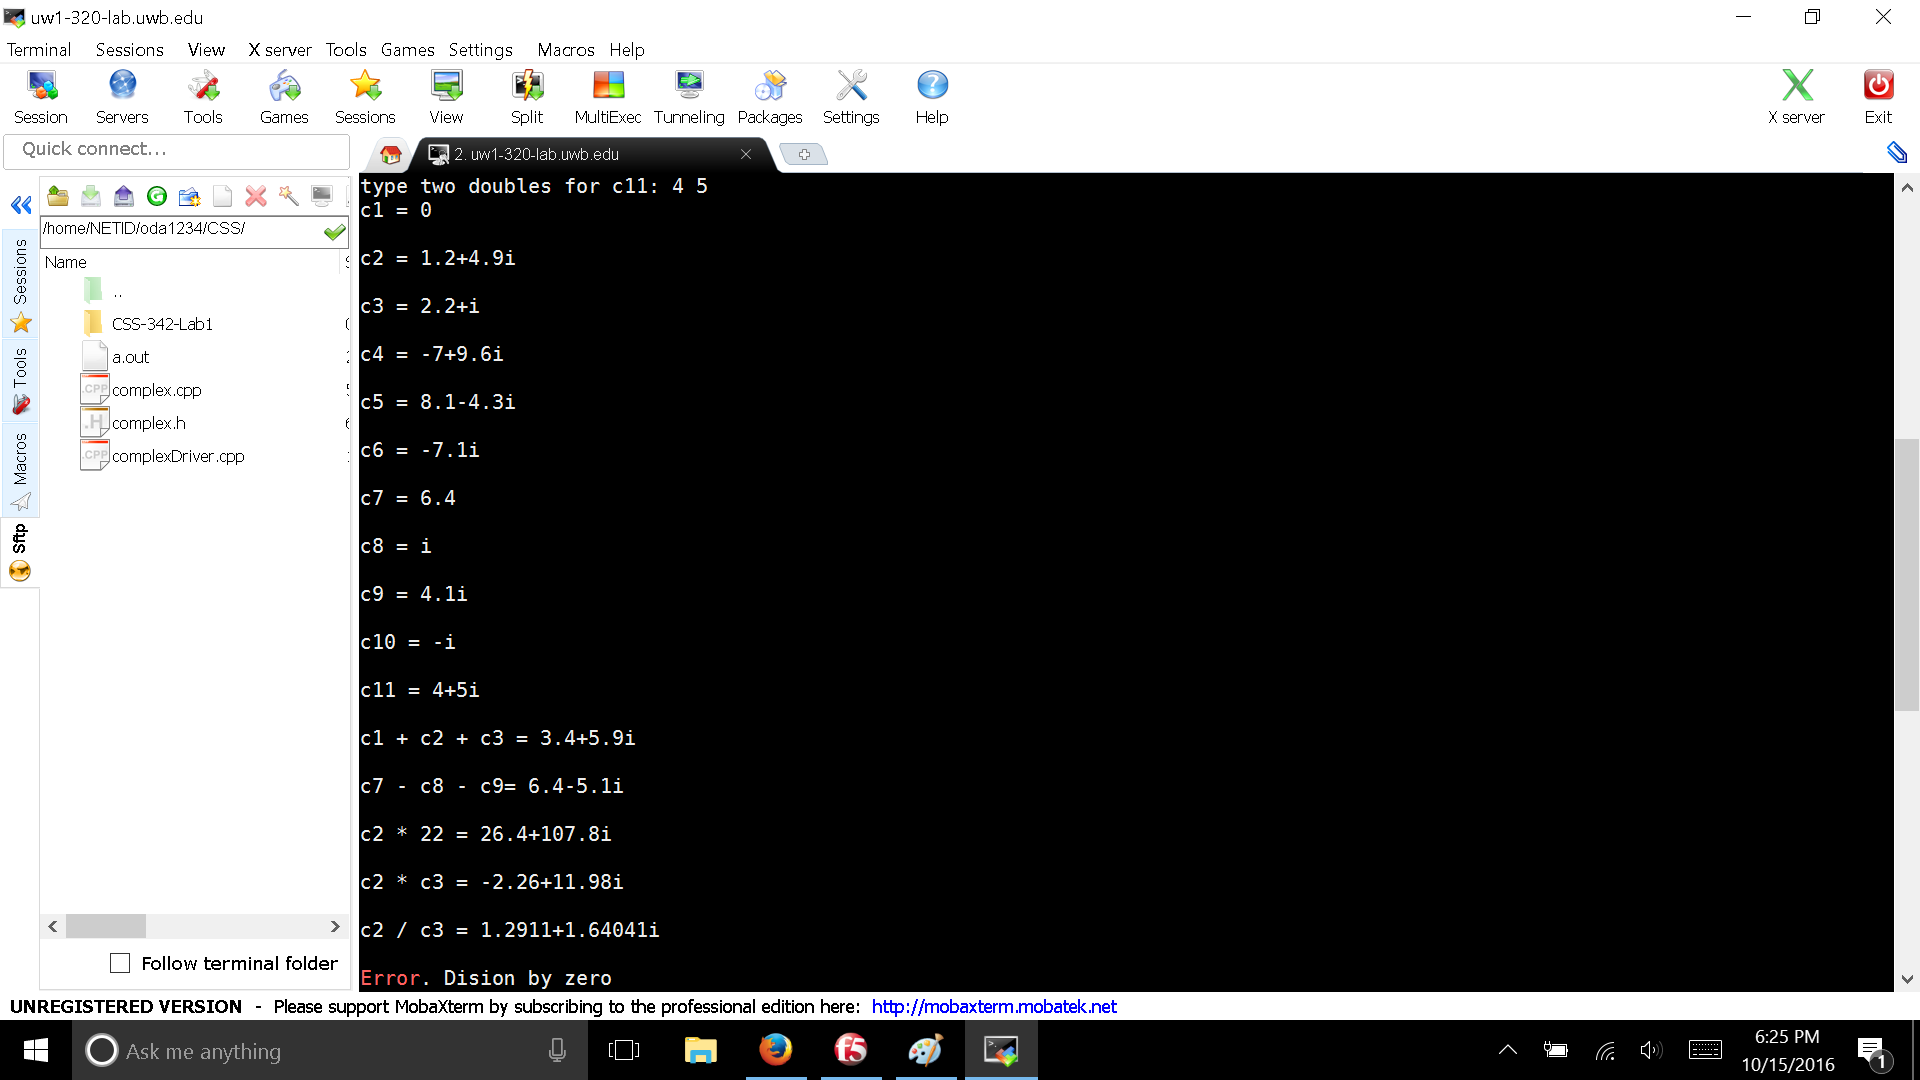 uw1-320-lab.uwb.edu
Terminal Sessions View X server Tools Games Settings Macros Help
Session Servers Tools Games Sessions View Split MultiExec Tunneling Packages Settings Help X server Exit
Quick connect...
2. uw1-320-lab.uwb.edu
/home/NETID/oda1234/CSS/
Name
..
CSS-342-Lab1
a.out
complex.cpp
complex.h
complexDriver.cpp
Sessions
Tools
Macros
Sftp
Follow terminal folder
type two doubles for c11: 4 5
c1 = 0
c2 = 1.2+4.9i
c3 = 2.2+i
c4 = -7+9.6i
c5 = 8.1-4.3i
c6 = -7.1i
c7 = 6.4
c8 = i
c9 = 4.1i
c10 = -i
c11 = 4+5i
c1 + c2 + c3 = 3.4+5.9i
c7 - c8 - c9= 6.4-5.1i
c2 * 22 = 26.4+107.8i
c2 * c3 = -2.26+11.98i
c2 / c3 = 1.2911+1.64041i
Error. Dision by zero
UNREGISTERED VERSION - Please support MobaXterm by subscribing to the professional edition here: http://mobaxterm.mobatek.net
Ask me anything
6:25 PM
10/15/2016
1